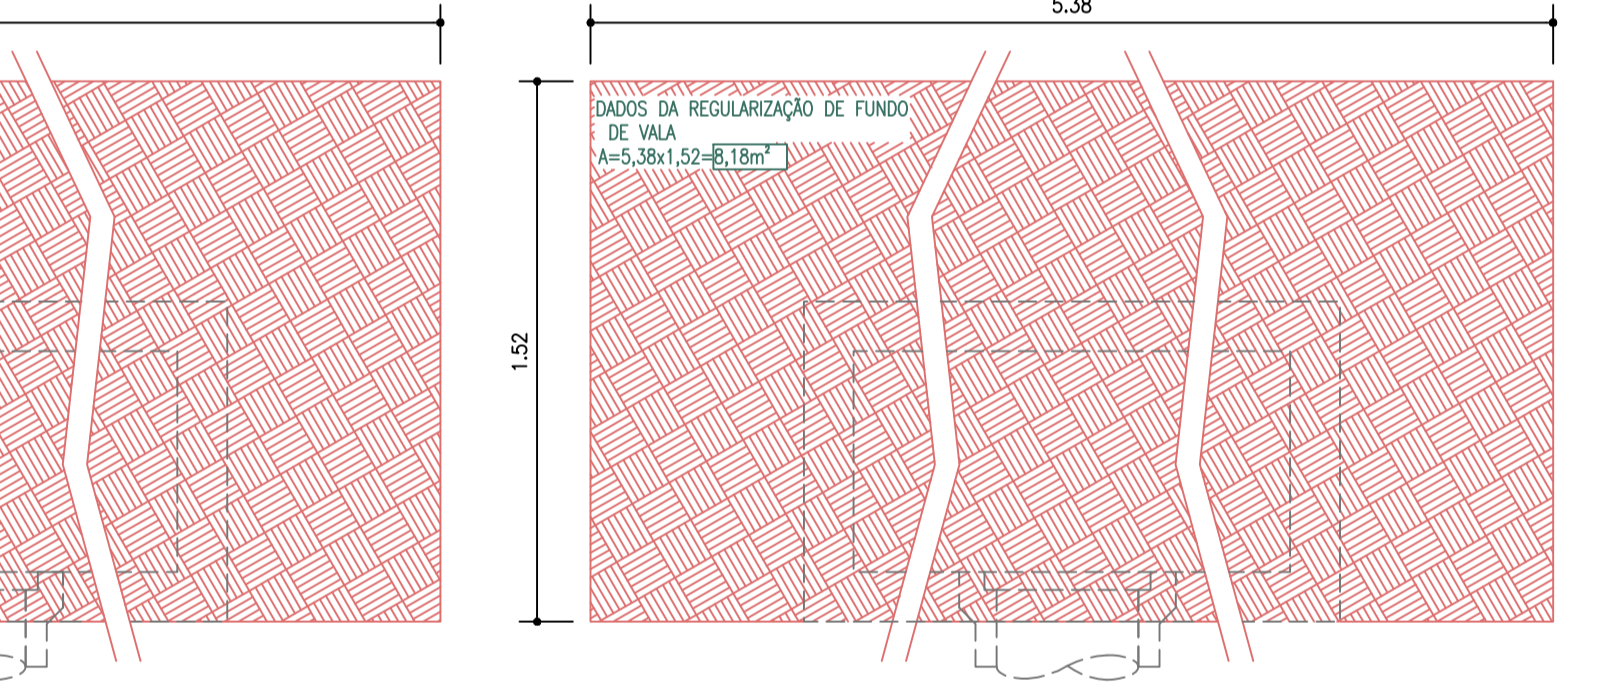 5.38
DADOS DA REGULARIZAÇÃO DE FUNDO
DE VALA
A=5,38x1,52=8,18m²
1.52